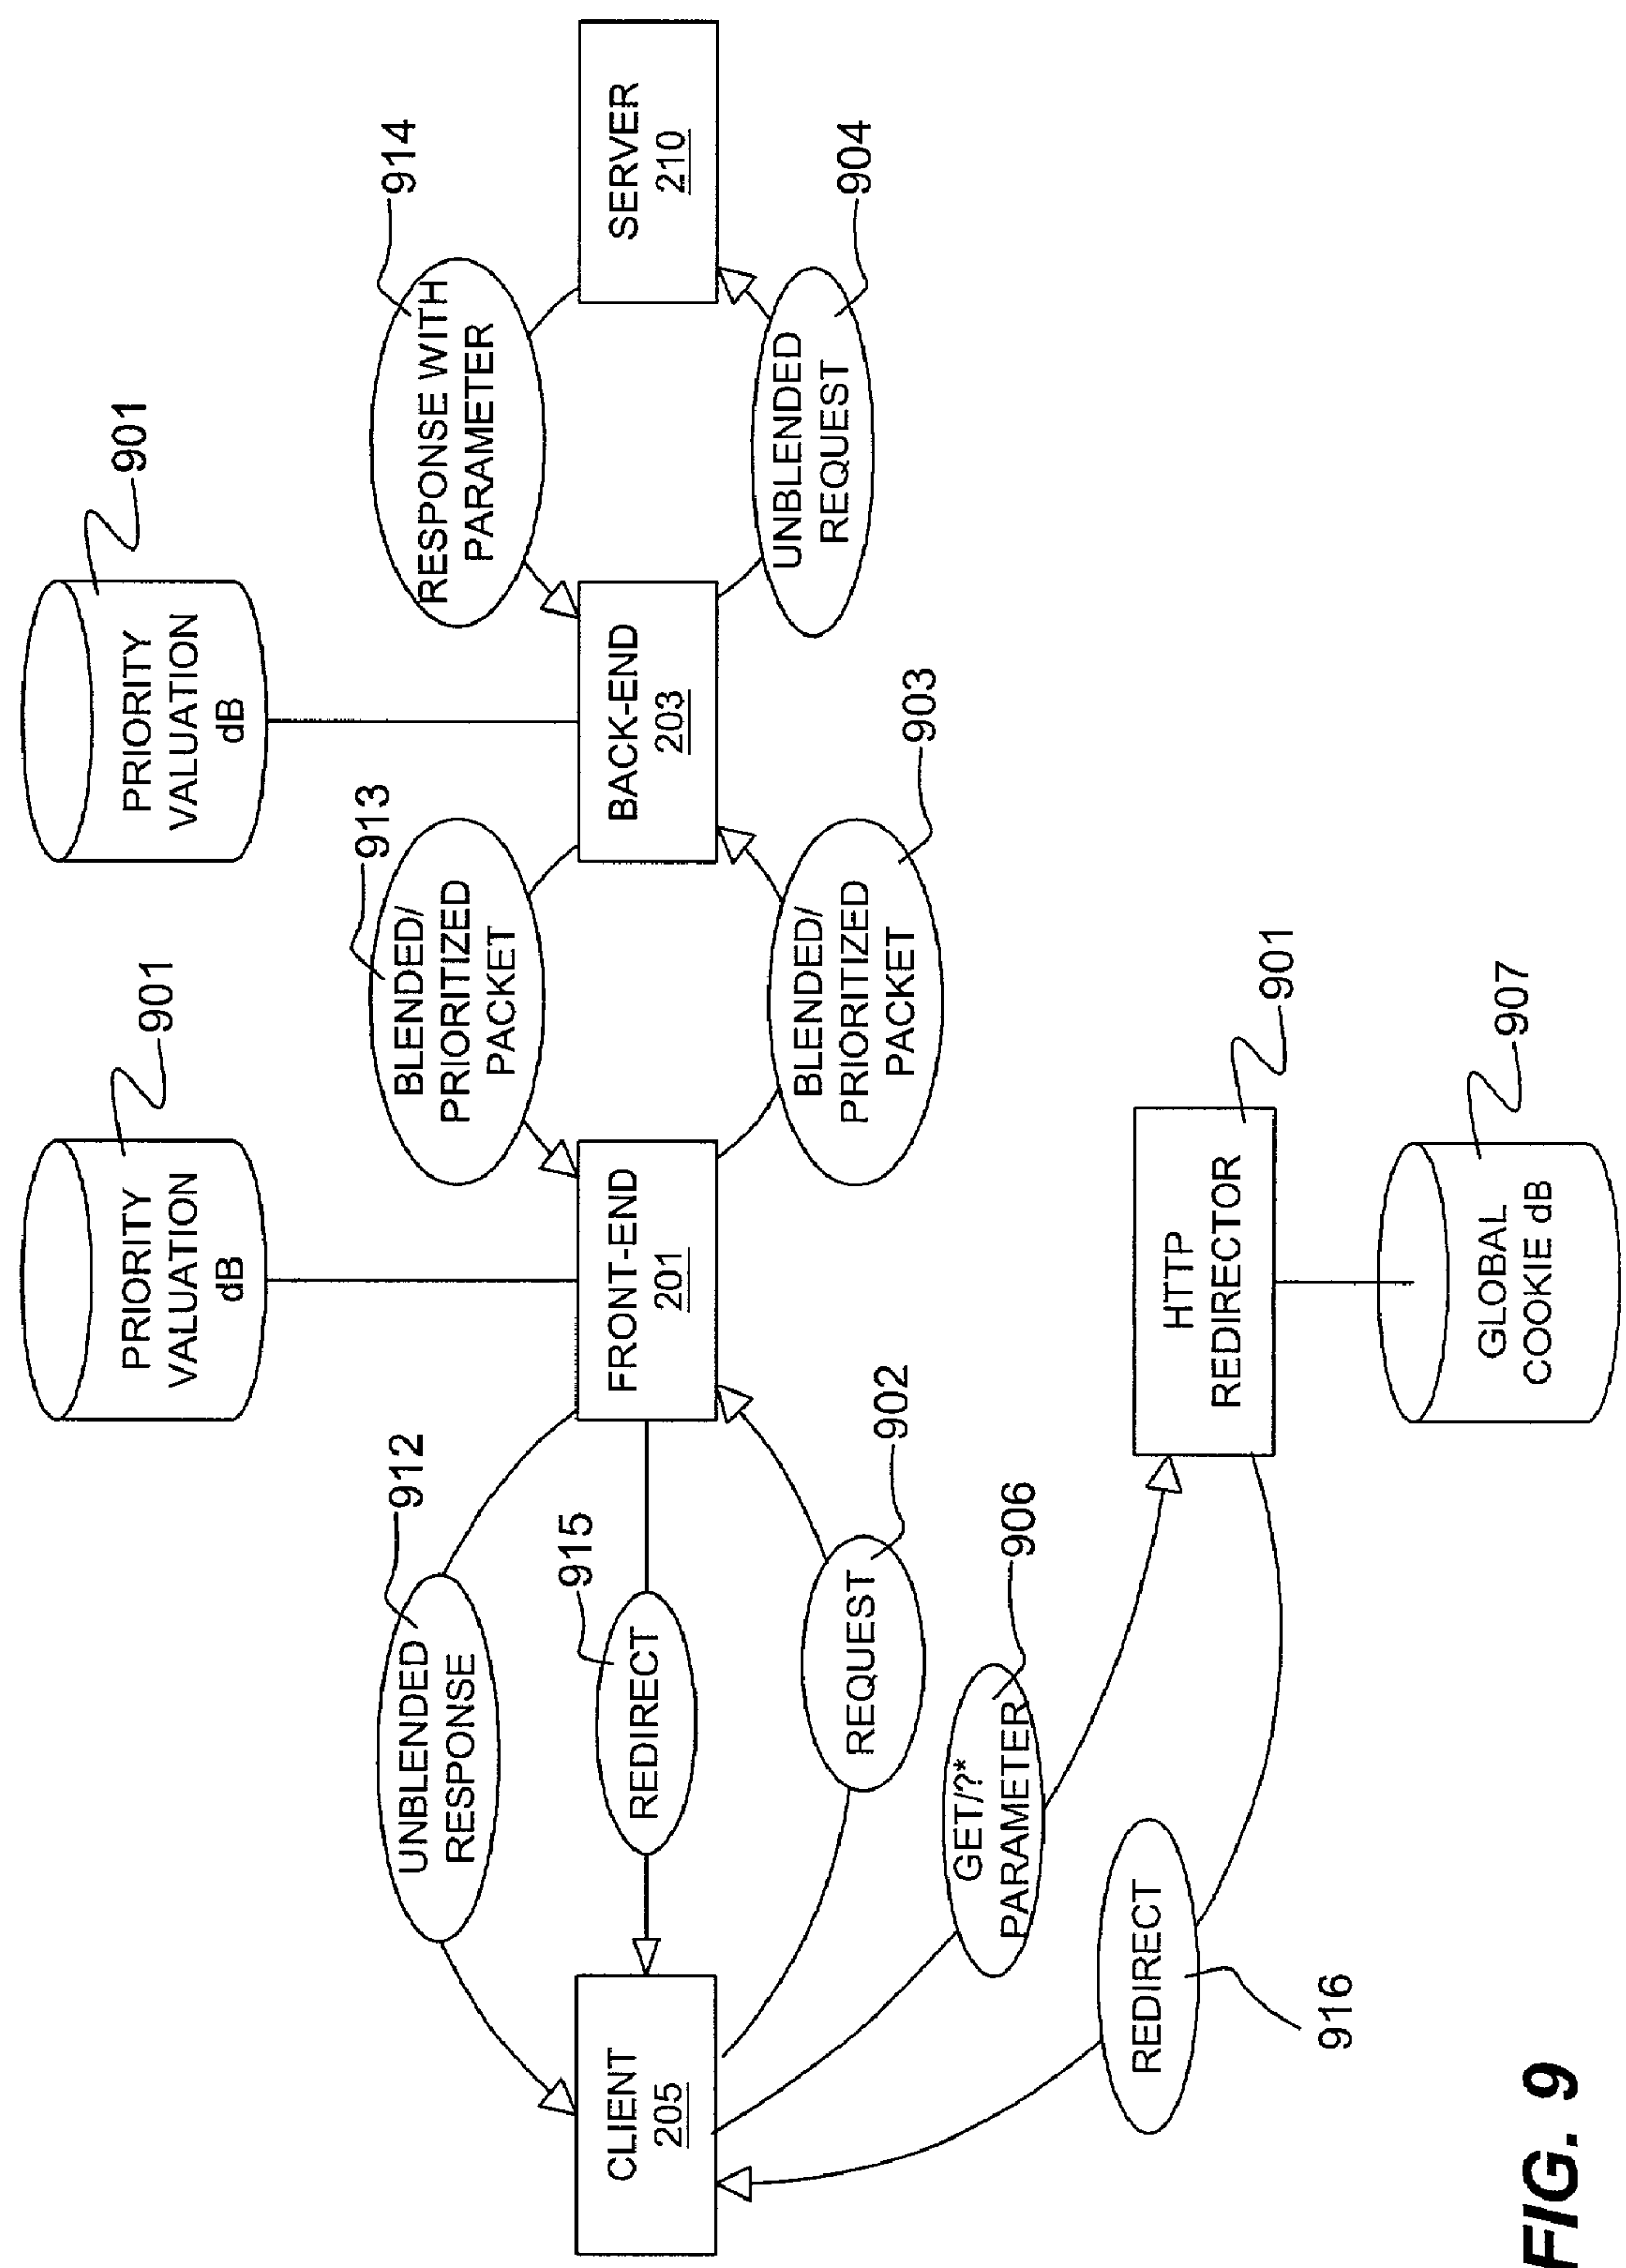 901
PRIORITY
VALUATION
dB
901
PRIORITY
VALUATION
dB
912
UNBLENDED
RESPONSE
913
BLENDED/
PRIORITIZED
PACKET
914
RESPONSE WITH
PARAMETER
915
REDIRECT
CLIENT
205
FRONT-END
201
BACK-END
203
SERVER
210
902
REQUEST
903
BLENDED/
PRIORITIZED
PACKET
904
UNBLENDED
REQUEST
906
GET/?*
PARAMETER
REDIRECT
916
901
HTTP
REDIRECTOR
907
GLOBAL
COOKIE dB
FIG. 9